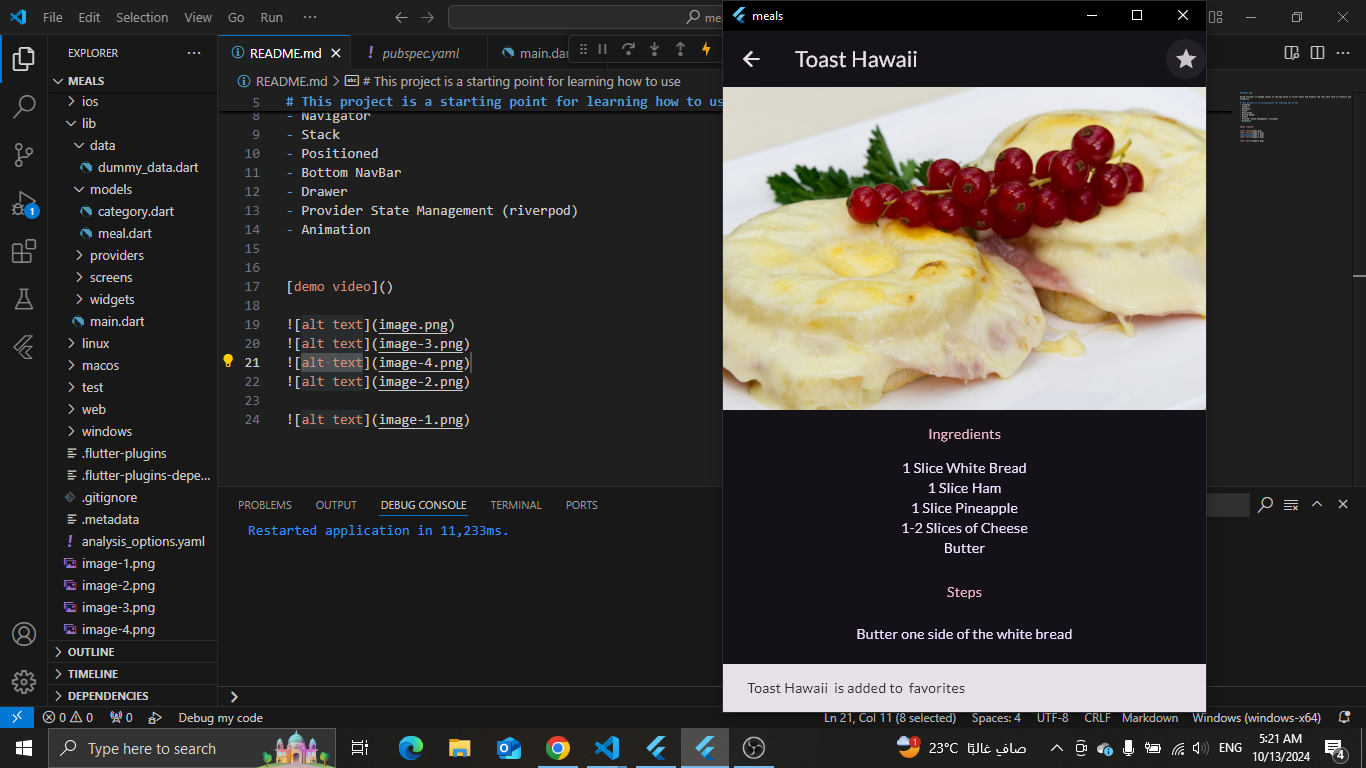 File Edit Selection View Go Run ···
me
meals
EXPLORER
MEALS
ios
lib
data
dummy_data.dart
models
category.dart
meal.dart
providers
screens
widgets
main.dart
linux
macos
test
web
windows
.flutter-plugins
.flutter-plugins-depe...
.gitignore
.metadata
analysis_options.yaml
image-1.png
image-2.png
image-3.png
image-4.png
OUTLINE
TIMELINE
DEPENDENCIES
1
README.md
pubspec.yaml
main.dar
README.md > # This project is a starting point for learning how to use
5 # This project is a starting point for learning how to us
8 - Navigator
9 - Stack
10 - Positioned
11 - Bottom NavBar
12 - Drawer
13 - Provider State Management (riverpod)
14 - Animation
15
16
17 [demo video]()
18
19 ![alt text](image.png)
20 ![alt text](image-3.png)
21 ![alt text](image-4.png)
22 ![alt text](image-2.png)
23
24 ![alt text](image-1.png)
PROBLEMS OUTPUT DEBUG CONSOLE TERMINAL PORTS
Restarted application in 11,233ms.
Toast Hawaii
Ingredients
1 Slice White Bread
1 Slice Ham
1 Slice Pineapple
1-2 Slices of Cheese
Butter
Steps
Butter one side of the white bread
Toast Hawaii is added to favorites
0 0 0 Debug my code
Ln 21, Col 11 (8 selected) Spaces: 4 UTF-8 CRLF Markdown Windows (windows-x64)
Type here to search
1 23°C صافٍ غالبًا ENG
5:21 AM
10/13/2024
4